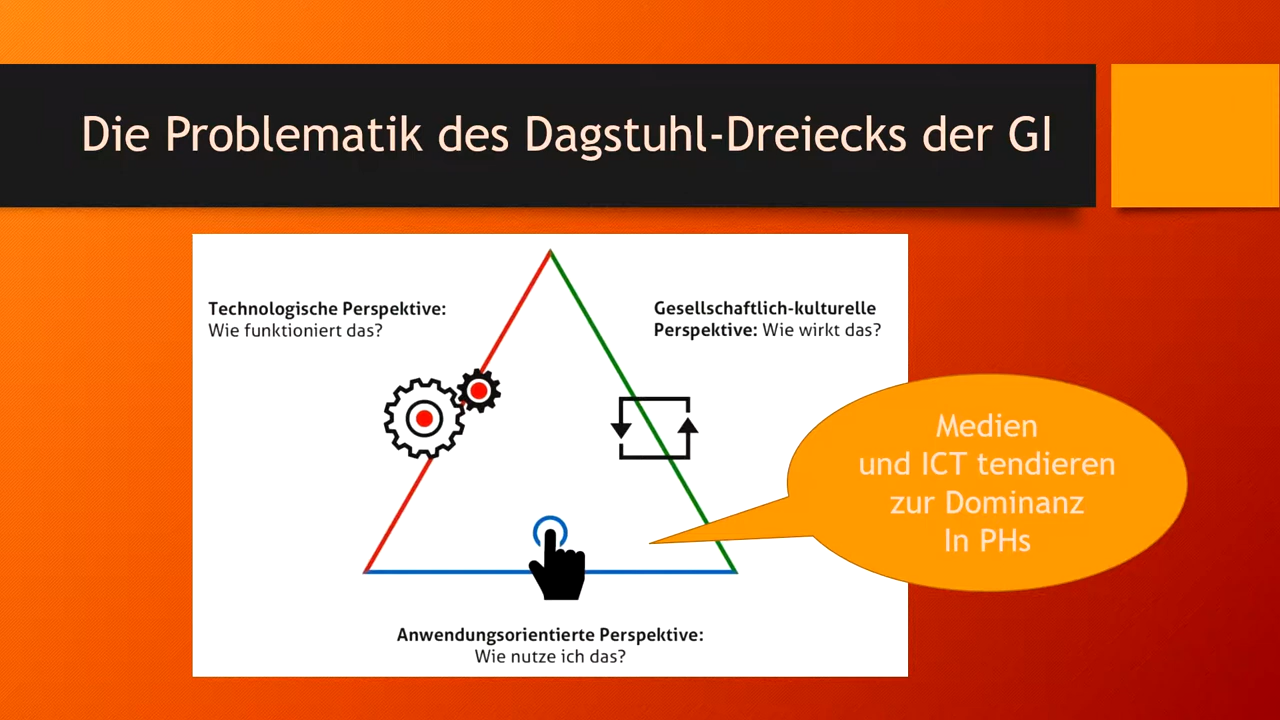 Die Problematik des Dagstuhl-Dreiecks der GI
Technologische Perspektive:
Wie funktioniert das?
Gesellschaftlich-kulturelle
Perspektive: Wie wirkt das?
Medien
und ICT tendieren
zur Dominanz
In PHs
Anwendungsorientierte Perspektive:
Wie nutze ich das?